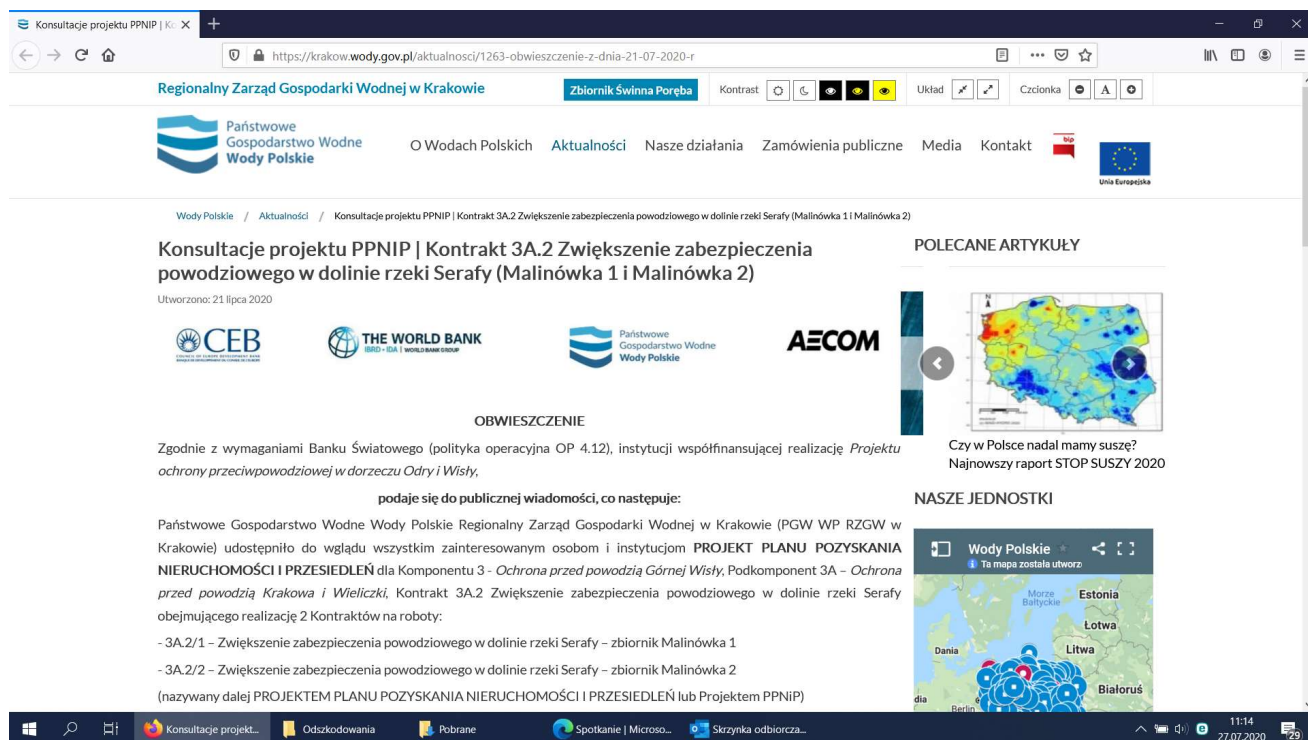 Konsultacje projektu PPNIP | Ko
https://krakow.wody.gov.pl/aktualnosci/1263-obwieszczenie-z-dnia-21-07-2020-r
Regionalny Zarząd Gospodarki Wodnej w Krakowie
Zbiornik Świnna Poręba
Kontrast
Układ
Czcionka
A
Państwowe
Gospodarstwo Wodne
Wody Polskie
O Wodach Polskich Aktualności Nasze działania Zamówienia publiczne Media Kontakt
bip
Unia Europejska
Wody Polskie / Aktualności / Konsultacje projektu PPNIP | Kontrakt 3A.2 Zwiększenie zabezpieczenia powodziowego w dolinie rzeki Serafy (Malinówka 1 i Malinówka 2)
Konsultacje projektu PPNIP | Kontrakt 3A.2 Zwiększenie zabezpieczenia
powodziowego w dolinie rzeki Serafy (Malinówka 1 i Malinówka 2)
Utworzono: 21 lipca 2020
CEB
COUNCIL OF EUROPE DEVELOPMENT BANK
THE WORLD BANK
IBRD • IDA | WORLD BANK GROUP
Państwowe
Gospodarstwo Wodne
Wody Polskie
AECOM
OBWIESZCZENIE
Zgodnie z wymaganiami Banku Światowego (polityka operacyjna OP 4.12), instytucji współfinansującej realizację Projektu
ochrony przeciwpowodziowej w dorzeczu Odry i Wisły,
podaje się do publicznej wiadomości, co następuje:
Państwowe Gospodarstwo Wodne Wody Polskie Regionalny Zarząd Gospodarki Wodnej w Krakowie (PGW WP RZGW w
Krakowie) udostępniło do wglądu wszystkim zainteresowanym osobom i instytucjom PROJEKT PLANU POZYSKANIA
NIERUCHOMOŚCI I PRZESIEDLEŃ dla Komponentu 3 - Ochrona przed powodzią Górnej Wisły, Podkomponent 3A – Ochrona
przed powodzią Krakowa i Wieliczki, Kontrakt 3A.2 Zwiększenie zabezpieczenia powodziowego w dolinie rzeki Serafy
obejmującego realizację 2 Kontraktów na roboty:
- 3A.2/1 – Zwiększenie zabezpieczenia powodziowego w dolinie rzeki Serafy – zbiornik Malinówka 1
- 3A.2/2 – Zwiększenie zabezpieczenia powodziowego w dolinie rzeki Serafy – zbiornik Malinówka 2
(nazywany dalej PROJEKTEM PLANU POZYSKANIA NIERUCHOMOŚCI I PRZESIEDLEŃ lub Projektem PPNiP)
POLECANE ARTYKUŁY
N
Czy w Polsce nadal mamy suszę?
Najnowszy raport STOP SUSZY 2020
NASZE JEDNOSTKI
Wody Polskie
Ta mapa została utworz
Morze
Bałtyckie
Estonia
Łotwa
Dania
Litwa
Białoruś
dia
Berlin
Konsultacje projekt...
Odszkodowania
Pobrane
Spotkanie | Microso...
Skrzynka odbiorcza...
11:14
27.07.2020
29